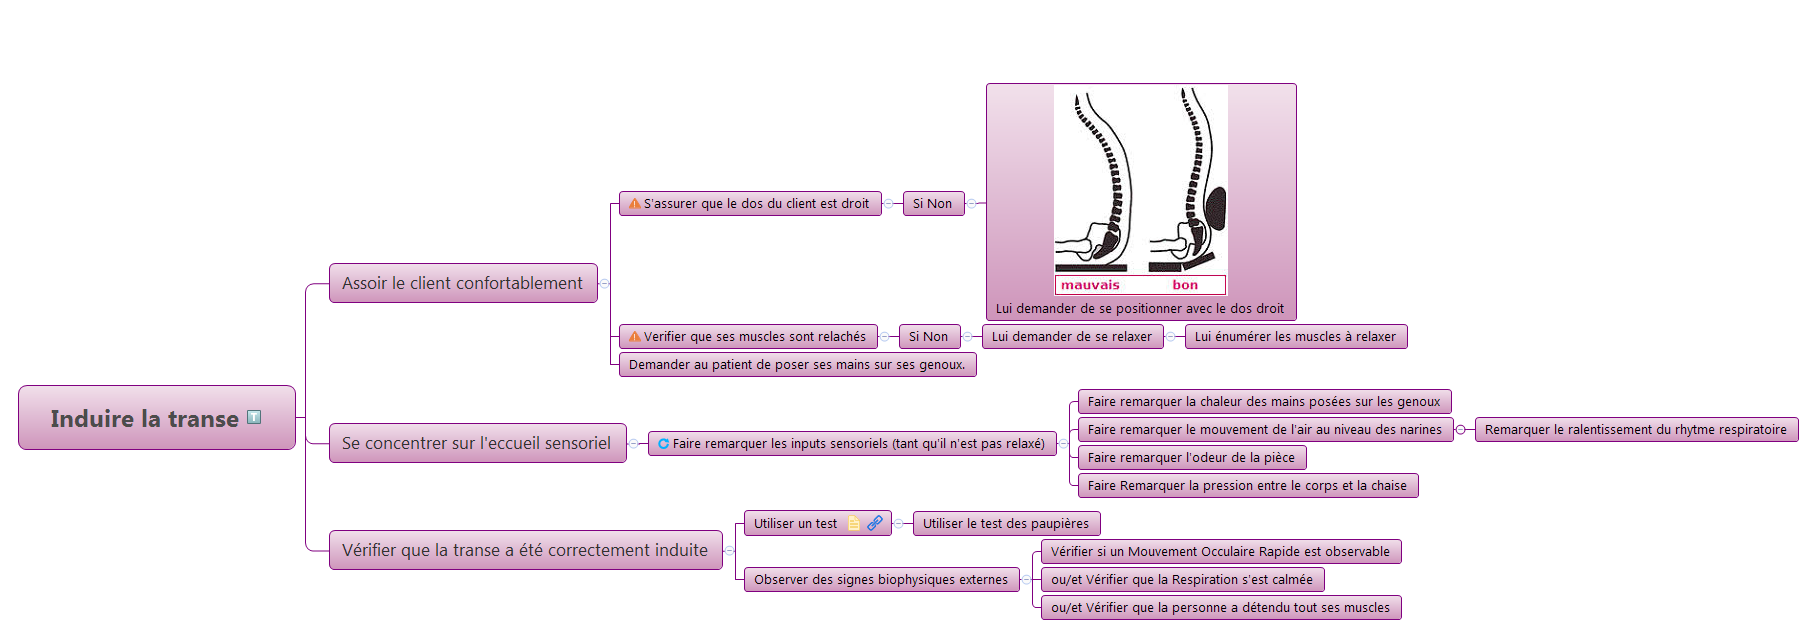 Induire la transe
Assoir le client confortablement
S'assurer que le dos du client est droit
Si Non
mauvais bon
Lui demander de se positionner avec le dos droit
Verifier que ses muscles sont relachés
Si Non
Lui demander de se relaxer
Lui énumérer les muscles à relaxer
Demander au patient de poser ses mains sur ses genoux.
Se concentrer sur l'eccueil sensoriel
Faire remarquer les inputs sensoriels (tant qu'il n'est pas relaxé)
Faire remarquer la chaleur des mains posées sur les genoux
Faire remarquer le mouvement de l'air au niveau des narines
Remarquer le ralentissement du rhytme respiratoire
Faire remarquer l'odeur de la pièce
Faire Remarquer la pression entre le corps et la chaise
Vérifier que la transe a été correctement induite
Utiliser un test
Utiliser le test des paupières
Observer des signes biophysiques externes
Vérifier si un Mouvement Occulaire Rapide est observable
ou/et Vérifier que la Respiration s'est calmée
ou/et Vérifier que la personne a détendu tout ses muscles